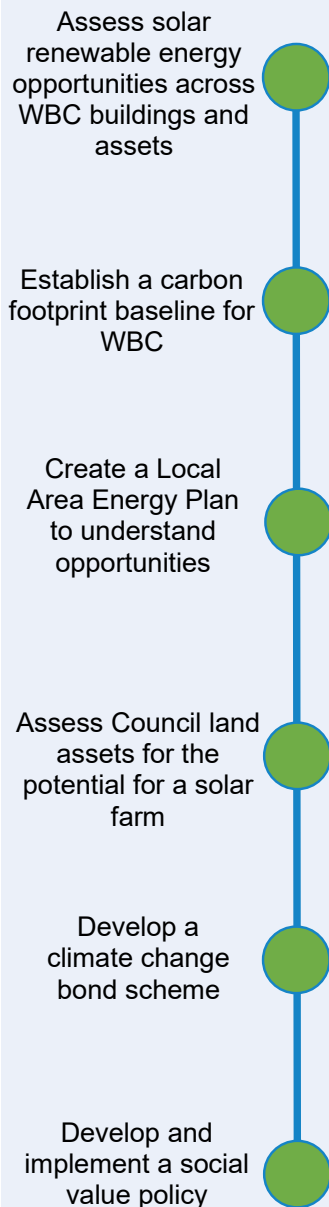 Assess solar
renewable energy
opportunities across
WBC buildings and
assets
Establish a carbon
footprint baseline for
WBC
Create a Local
Area Energy Plan
to understand
opportunities
Assess Council land
assets for the
potential for a solar
farm
Develop a
climate change
bond scheme
Develop and
implement a social
value policy